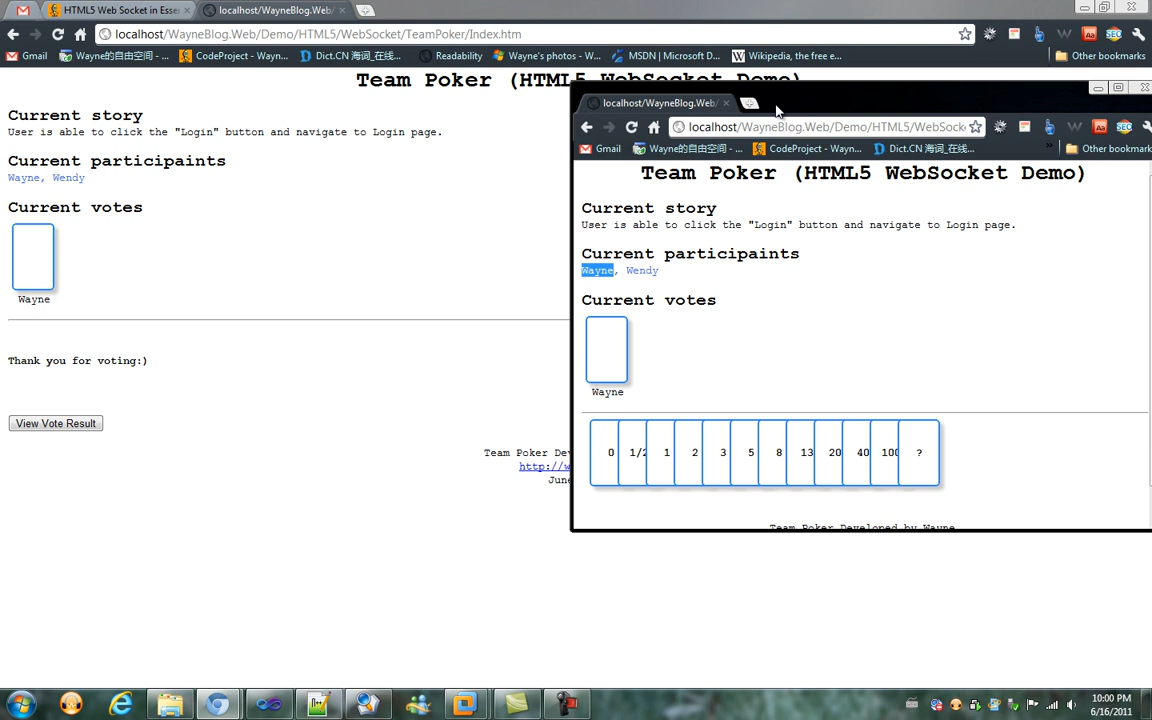 HTML5 Web Socket in Esser
localhost/WayneBlog.Web/
localhost/WayneBlog.Web/Demo/HTML5/WebSocket/TeamPoker/Index.htm
Gmail
Wayne的自由空间 - ...
CodeProject - Wayn...
Dict.CN 海词_在线...
Readability
Wayne's photos - W...
MSDN | Microsoft D...
Wikipedia, the free e...
Other bookmarks
Team Poker (HTML5 WebSocket Demo)
Current story
User is able to click the "Login" button and navigate to Login page.
Current participaints
Wayne, Wendy
Current votes
Wayne
Thank you for voting:)
View Vote Result
Team Poker Dev
http://w
June
localhost/WayneBlog.Web/
localhost/WayneBlog.Web/Demo/HTML5/WebSock
Gmail
Wayne的自由空间 - ...
CodeProject - Wayn...
Dict.CN 海词_在线...
»
Other bookmark
Team Poker (HTML5 WebSocket Demo)
Current story
User is able to click the "Login" button and navigate to Login page.
Current participaints
Wayne, Wendy
Current votes
Wayne
0 1/2 1 2 3 5 8 13 20 40 100 ?
Team Poker Developed by Wayne
10:00 PM
6/16/2011